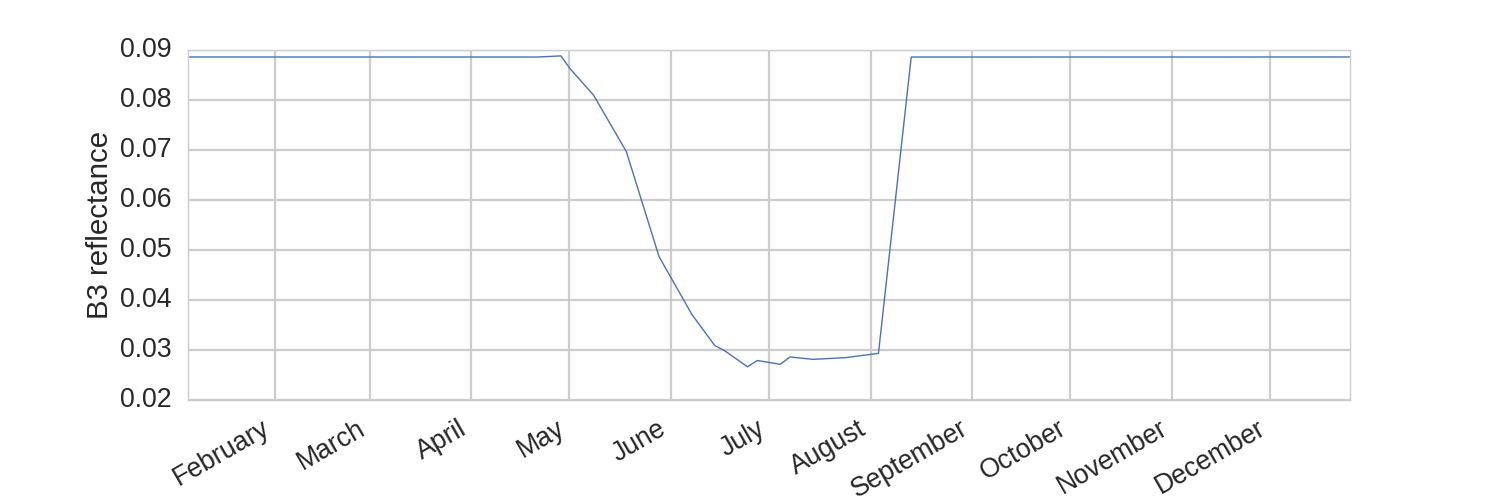 0.09
0.08
0.07
0.06
0.05
0.04
0.03
0.02
B3 reflectance
February
March
April
May
June
July
August
September
October
November
December